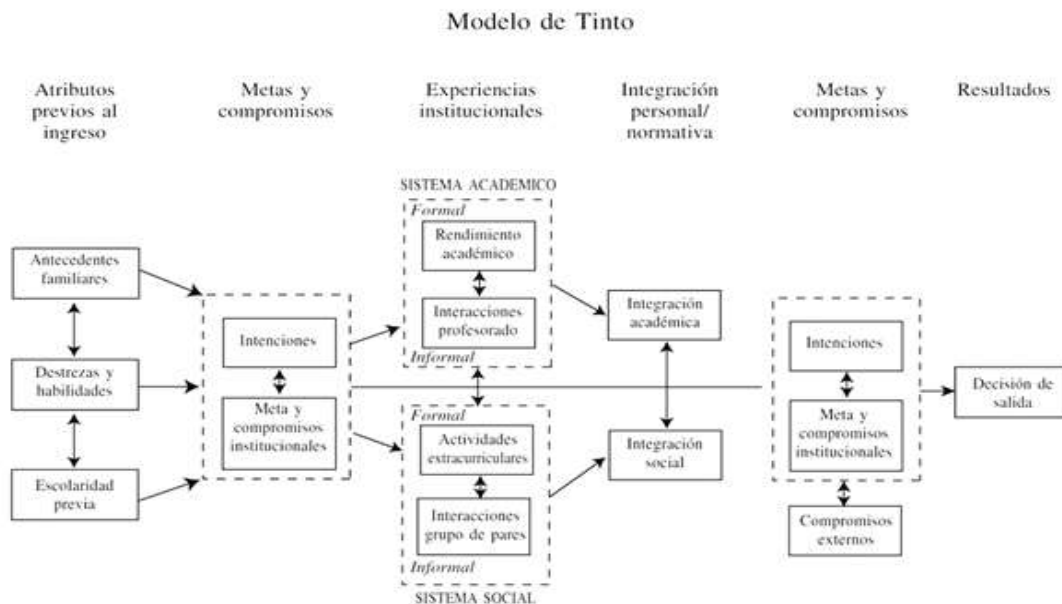 Modelo de Tinto
Atributos
previos al
ingreso
Metas y
compromisos
Experiencias
institucionales
Integración
personal/
normativa
Metas y
compromisos
Resultados
Antecedentes
familiares
Destrezas y
habilidades
Escolaridad
previa
Intenciones
Meta y
compromisos
institucionales
SISTEMA ACADEMICO
Formal
Rendimiento
académico
Interacciones
profesorado
Informal
Formal
Actividades
extracurriculares
Interacciones
grupo de pares
Informal
SISTEMA SOCIAL
Integración
académica
Integración
social
Intenciones
Meta y
compromisos
institucionales
Compromisos
externos
Decisión de
salida